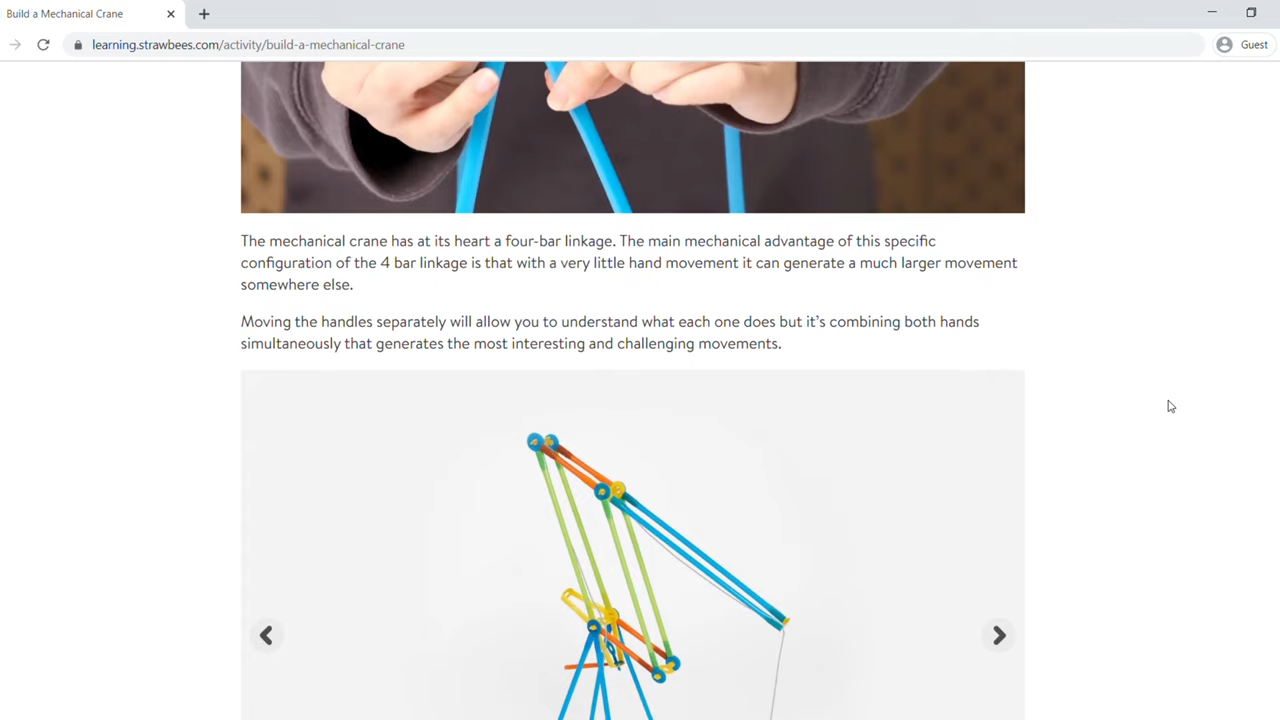 Build a Mechanical Crane
learning.strawbees.com/activity/build-a-mechanical-crane
Guest
The mechanical crane has at its heart a four-bar linkage. The main mechanical advantage of this specific
configuration of the 4 bar linkage is that with a very little hand movement it can generate a much larger movement
somewhere else.
Moving the handles separately will allow you to understand what each one does but it’s combining both hands
simultaneously that generates the most interesting and challenging movements.